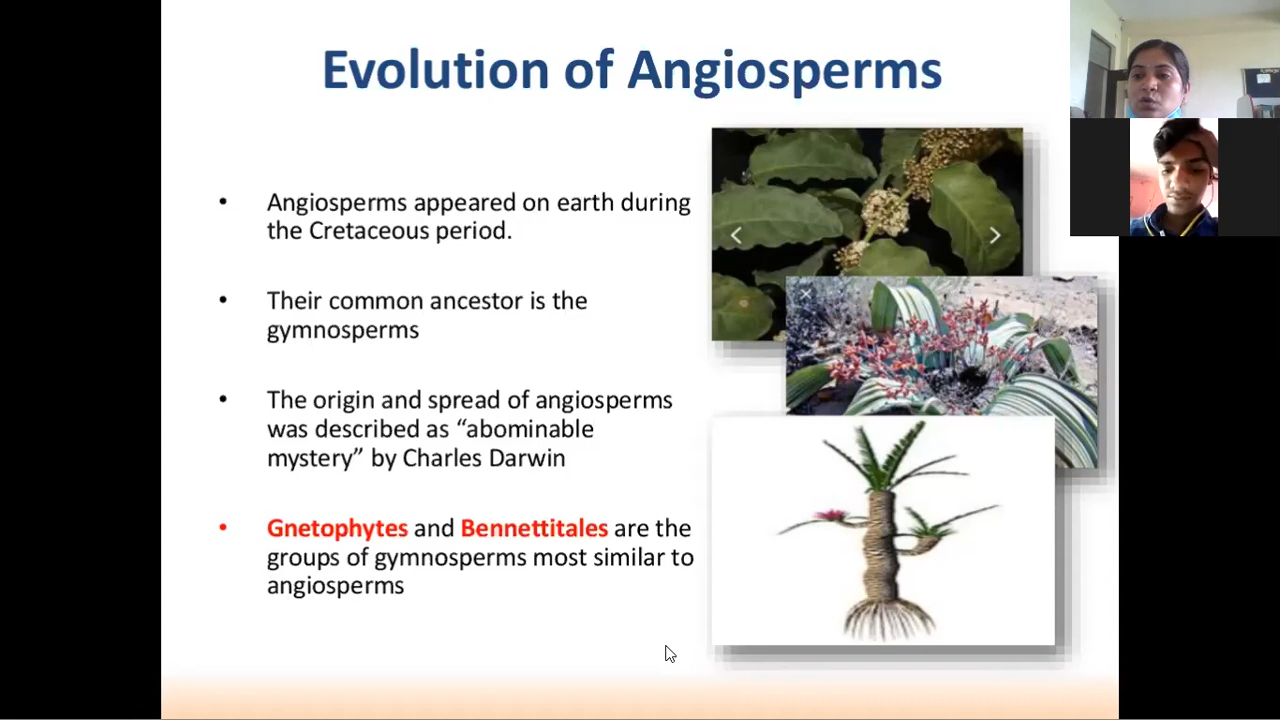 Evolution of Angiosperms
• Angiosperms appeared on earth during
the Cretaceous period.
• Their common ancestor is the
gymnosperms
• The origin and spread of angiosperms
was described as “abominable
mystery” by Charles Darwin
• Gnetophytes and Bennettitales are the
groups of gymnosperms most similar to
angiosperms